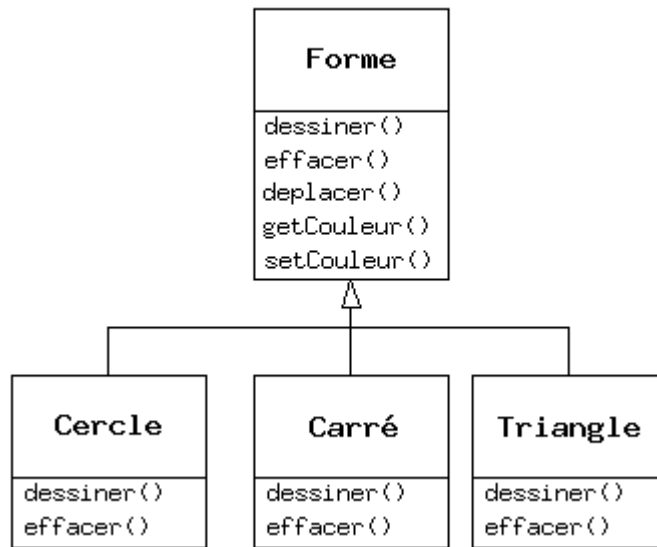 Forme
dessiner()
effacer()
deplacer()
getCouleur()
setCouleur()
Cercle
dessiner()
effacer()
Carré
dessiner()
effacer()
Triangle
dessiner()
effacer()